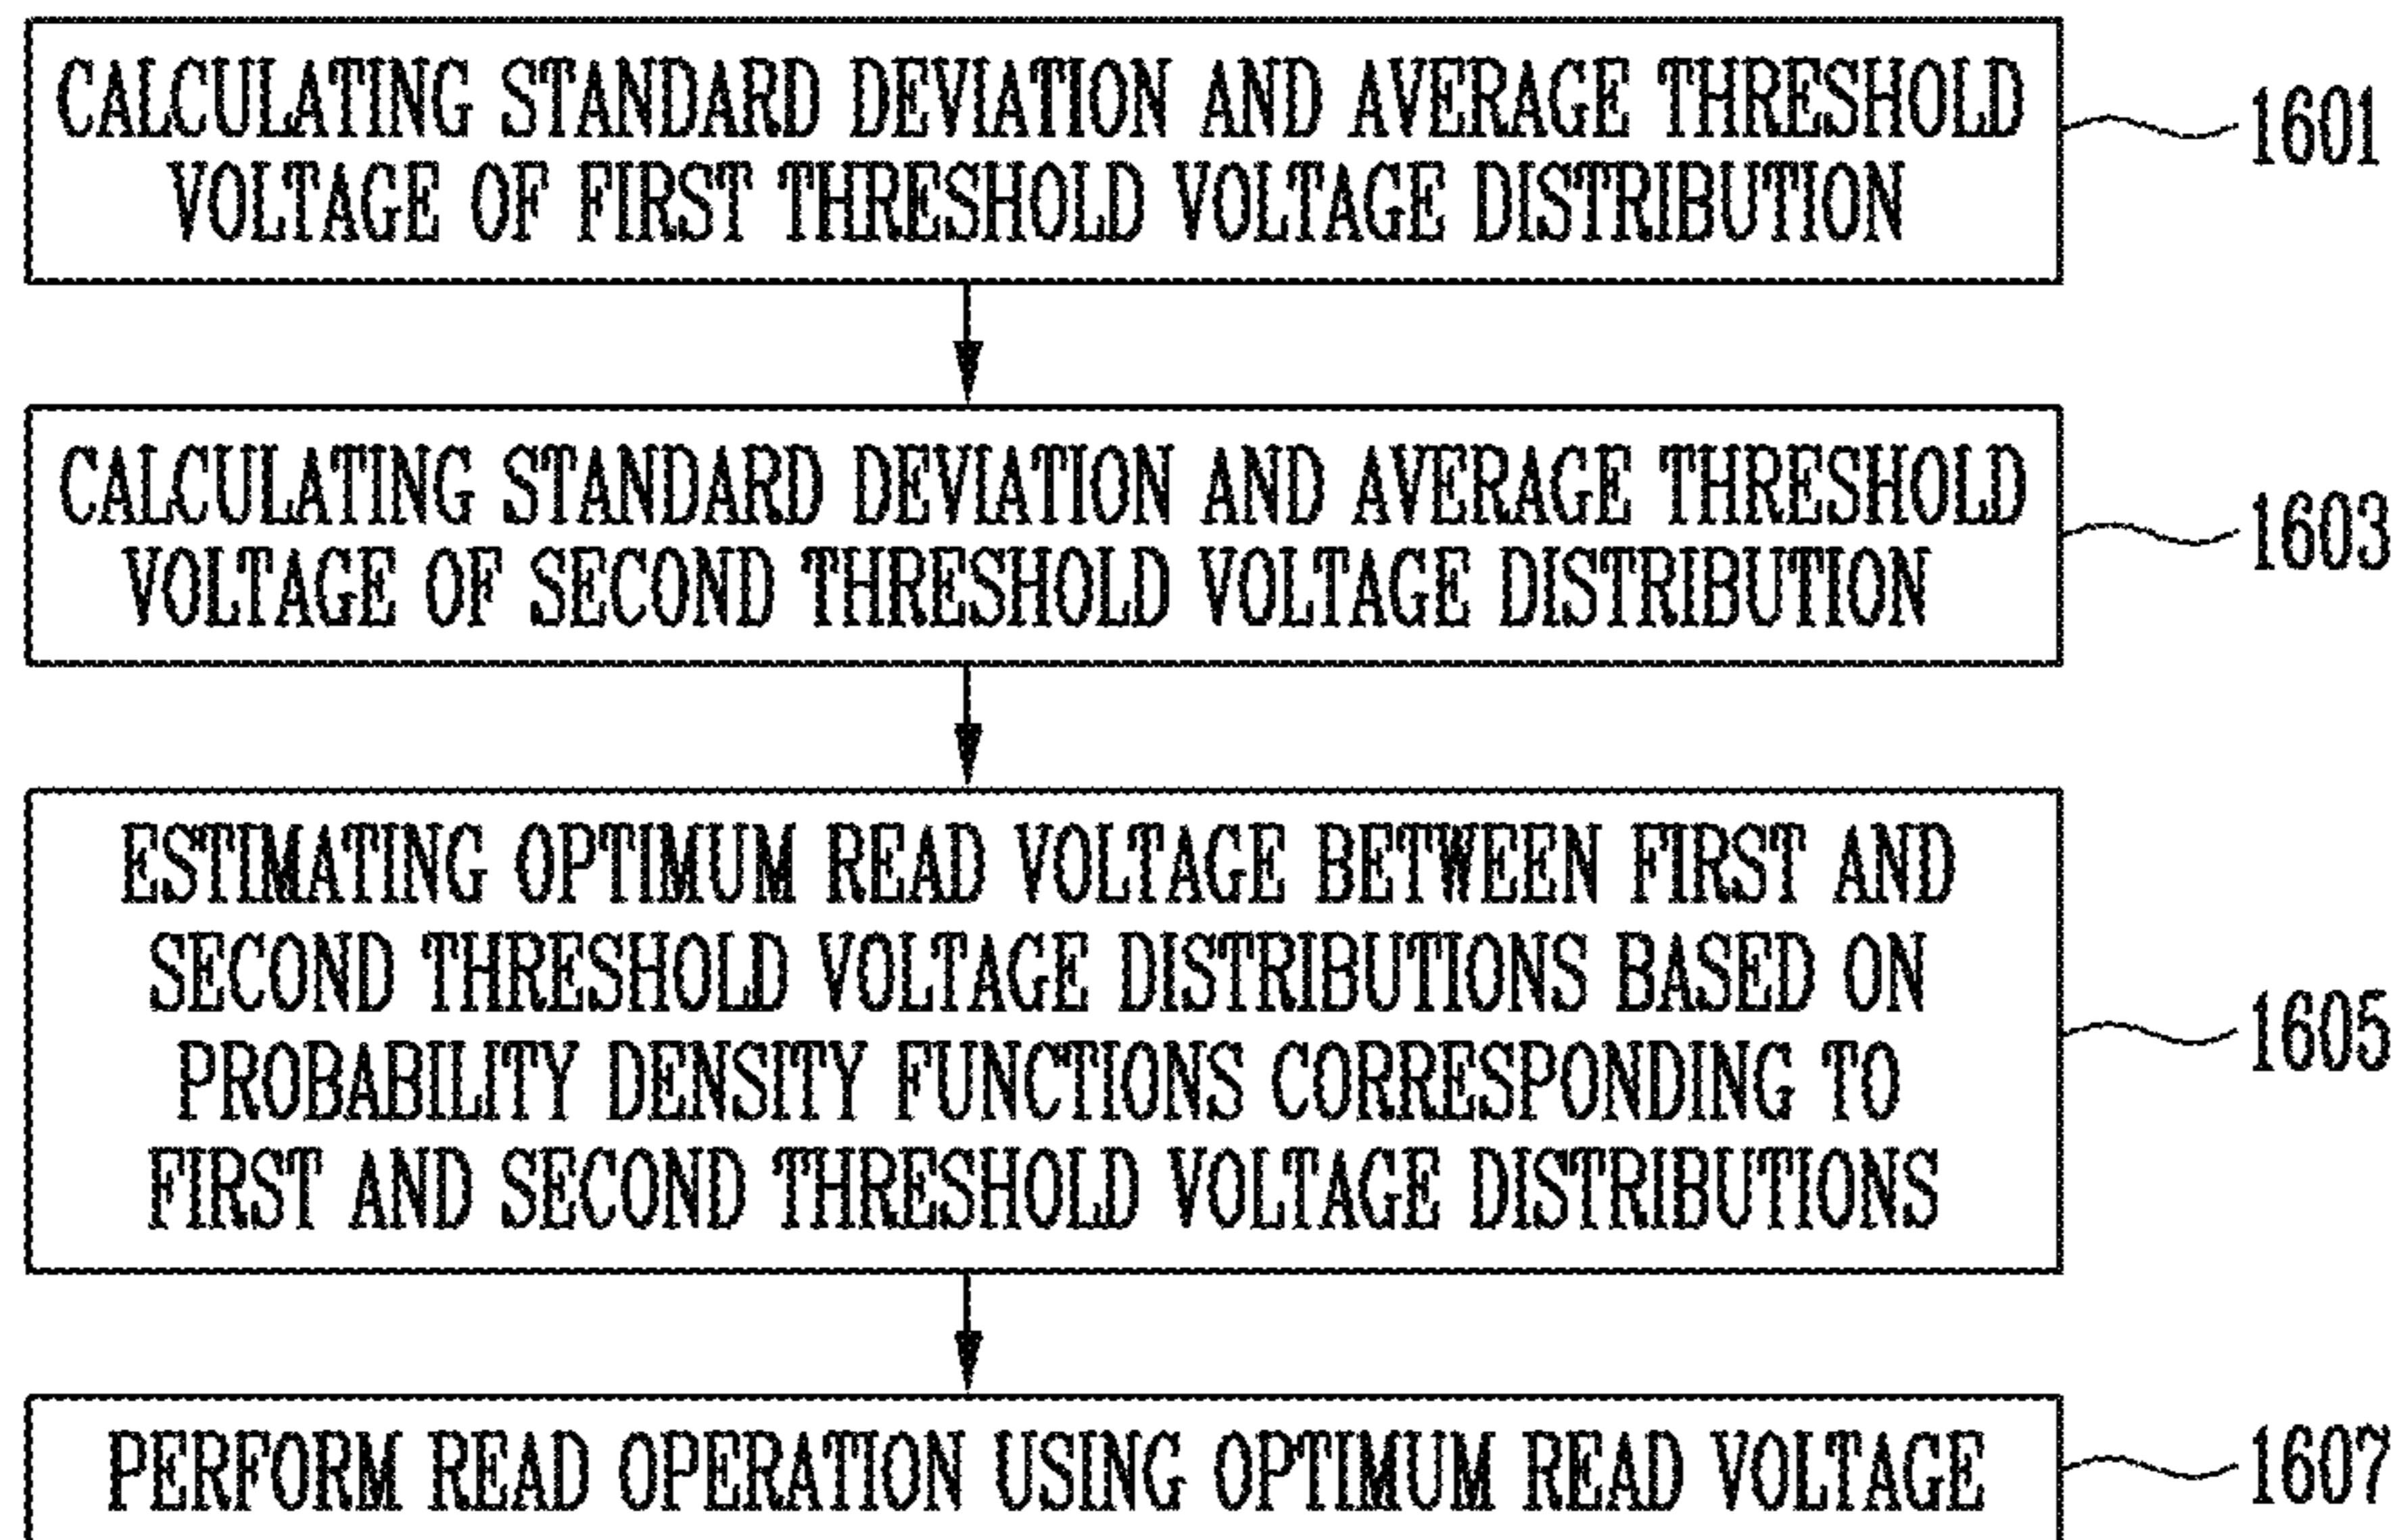 CALCULATING STANDARD DEVIATION AND AVERAGE THRESHOLD
VOLTAGE OF FIRST THRESHOLD VOLTAGE DISTRIBUTION
1601
CALCULATING STANDARD DEVIATION AND AVERAGE THRESHOLD
VOLTAGE OF SECOND THRESHOLD VOLTAGE DISTRIBUTION
1603
ESTIMATING OPTIMUM READ VOLTAGE BETWEEN FIRST AND
SECOND THRESHOLD VOLTAGE DISTRIBUTIONS BASED ON
PROBABILITY DENSITY FUNCTIONS CORRESPONDING TO
FIRST AND SECOND THRESHOLD VOLTAGE DISTRIBUTIONS
1605
PERFORM READ OPERATION USING OPTIMUM READ VOLTAGE
1607